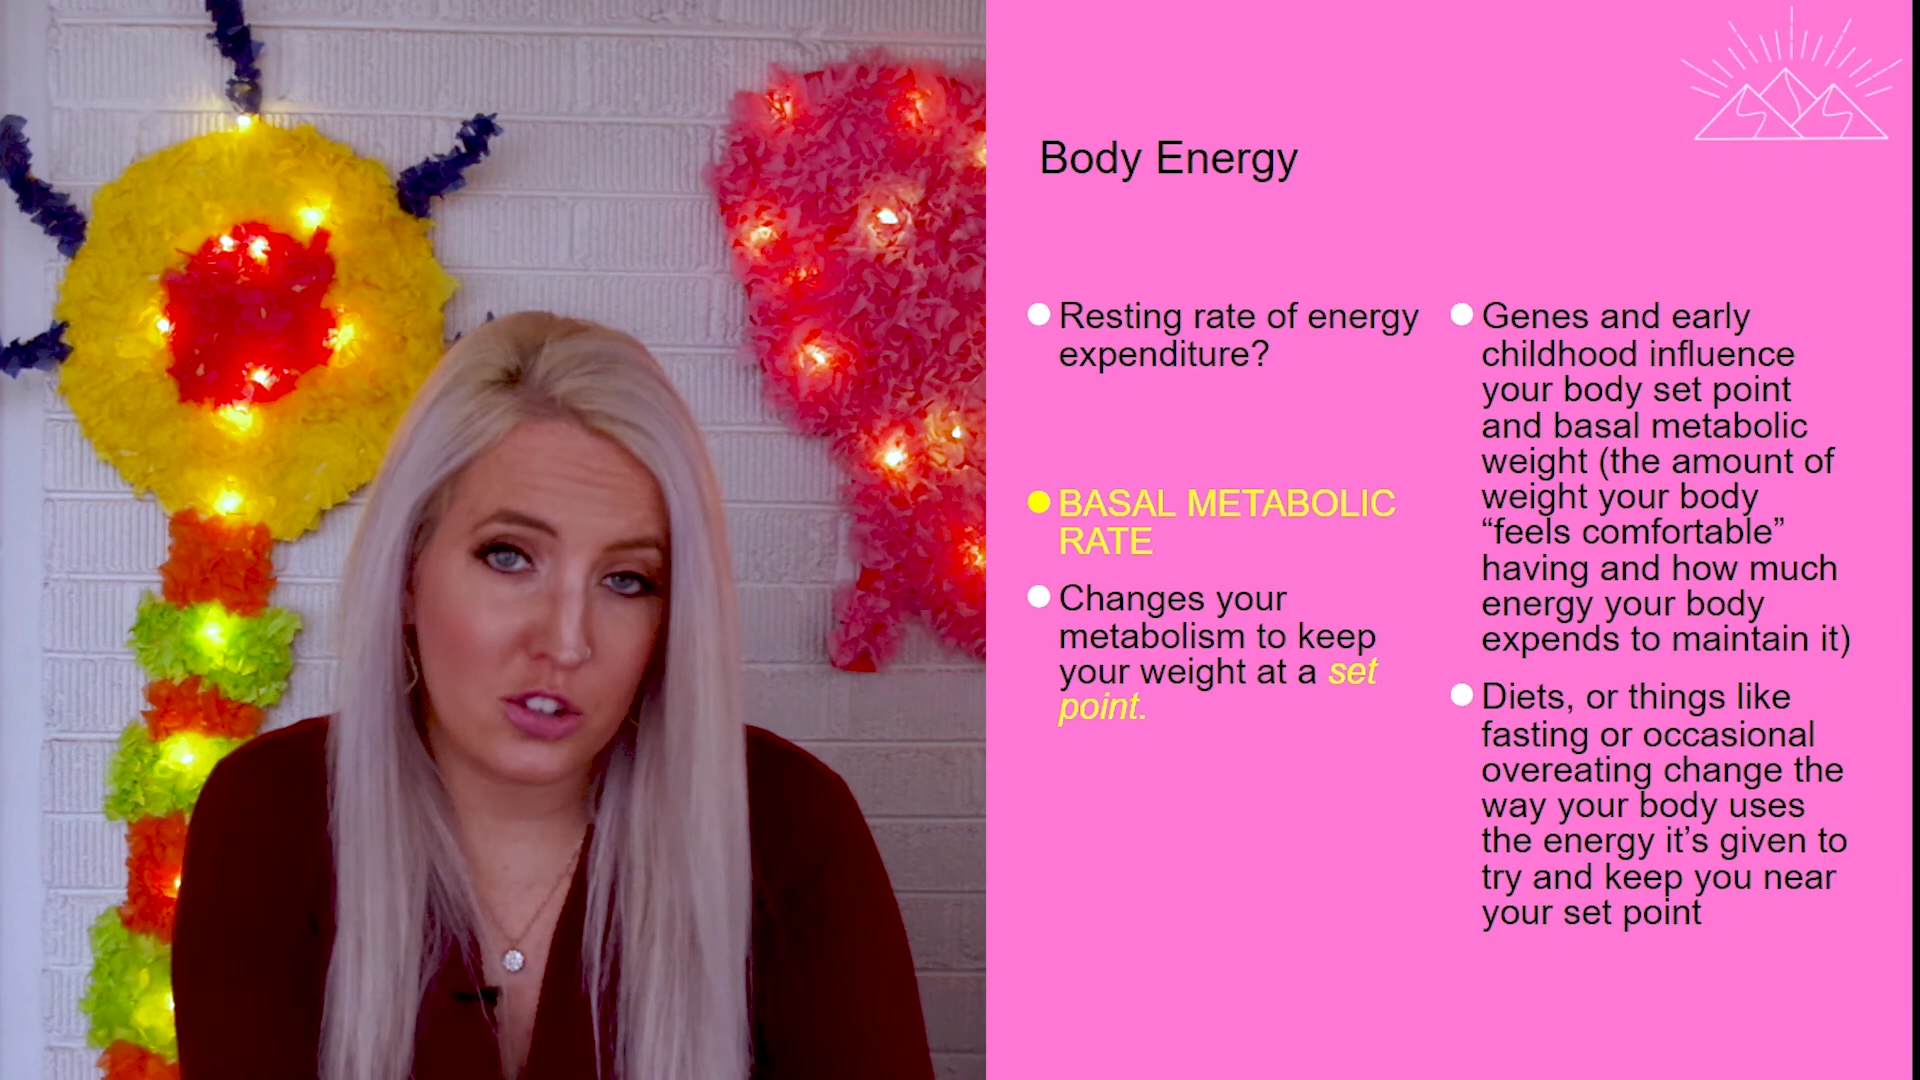 Body Energy
Resting rate of energy
expenditure?
BASAL METABOLIC
RATE
Changes your
metabolism to keep
your weight at a set
point.
Genes and early
childhood influence
your body set point
and basal metabolic
weight (the amount of
weight your body
“feels comfortable”
having and how much
energy your body
expends to maintain it)
Diets, or things like
fasting or occasional
overeating change the
way your body uses
the energy it’s given to
try and keep you near
your set point